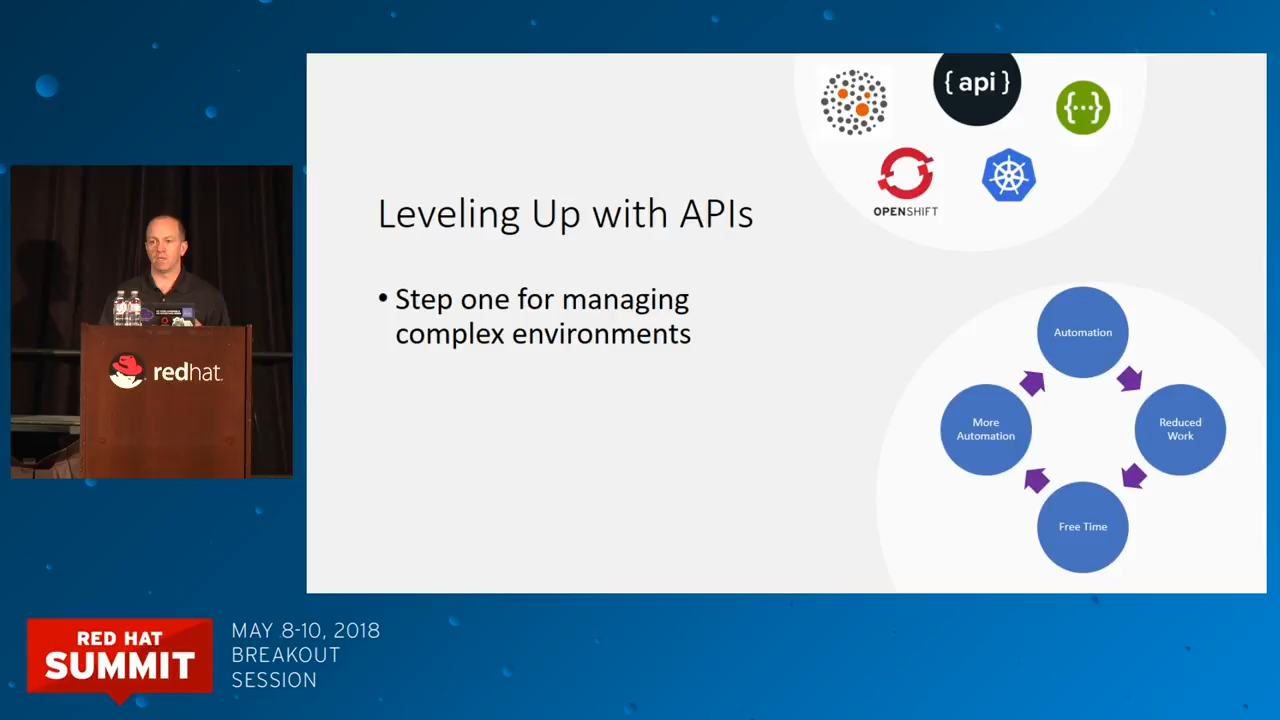 { api }
{···}
OPENSHIFT
Leveling Up with APIs
• Step one for managing
complex environments
Automation
More
Automation
Reduced
Work
Free Time
redhat.
RED HAT
SUMMIT
MAY 8-10, 2018
BREAKOUT
SESSION